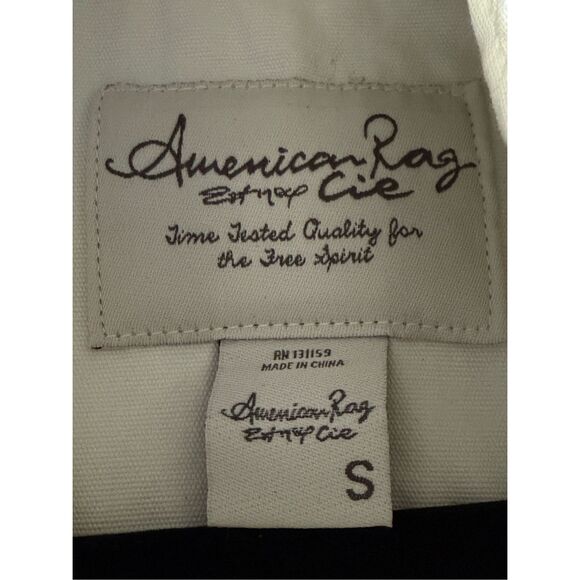 American Rag
Cie
Time Tested Quality for
the Free Spirit
RN 131159
MADE IN CHINA
American Rag
Cie
S